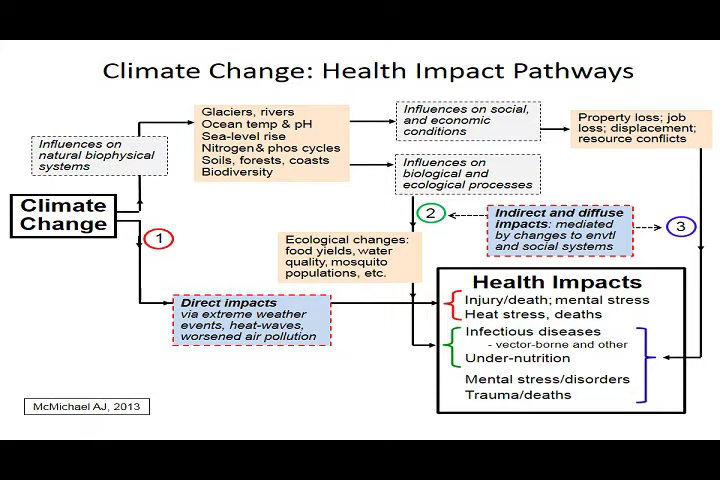 Climate Change: Health Impact Pathways
Glaciers, rivers
Ocean temp & pH
Sea-level rise
Nitrogen & phos cycles
Soils, forests, coasts
Biodiversity
Influences on social,
and economic
conditions
Property loss; job
loss; displacement;
resource conflicts
Influences on
natural biophysical
systems
Influences on
biological and
ecological processes
Climate
Change
1
2
Indirect and diffuse
impacts: mediated
by changes to envtl
and social systems
3
Ecological changes:
food yields, water
quality, mosquito
populations, etc.
Direct impacts
via extreme weather
events, heat-waves,
worsened air pollution
Health Impacts
Injury/death; mental stress
Heat stress, deaths
Infectious diseases
- vector-borne and other
Under-nutrition
Mental stress/disorders
Trauma/deaths
McMichael AJ, 2013